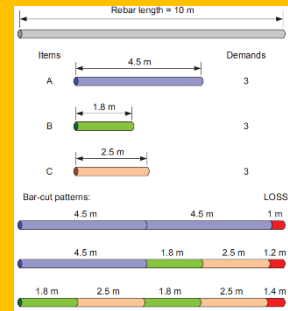 Rebar length = 10 m
Items Demands
4.5 m
A 3
1.8 m
B 3
2.5 m
C 3
Bar-cut patterns: LOSS
4.5 m 4.5 m 1 m
4.5 m 1.8 m 2.5 m 1.2 m
1.8 m 2.5 m 1.8 m 2.5 m 1.4 m